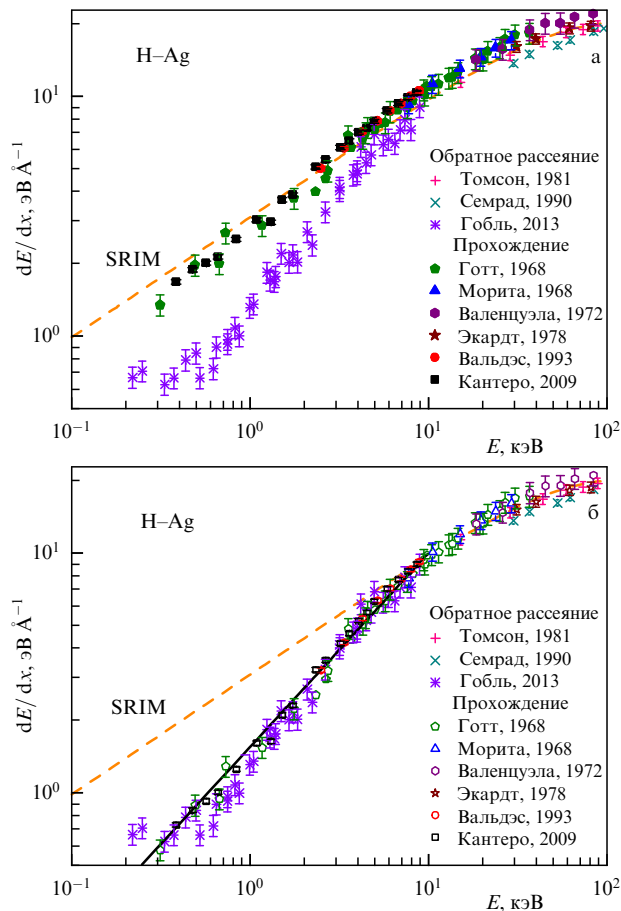 H–Ag
а
10¹
dE/dx, эВ Å⁻¹
SRIM
10⁰
Обратное рассеяние
Томсон, 1981
Семрад, 1990
Гобль, 2013
Прохождение
Готт, 1968
Морита, 1968
Валенцуэла, 1972
Экардт, 1978
Вальдэс, 1993
Кантеро, 2009
10⁻¹ 10⁰ 10¹ 10²
E, кэВ
H–Ag
б
10¹
dE/dx, эВ Å⁻¹
SRIM
10⁰
Обратное рассеяние
Томсон, 1981
Семрад, 1990
Гобль, 2013
Прохождение
Готт, 1968
Морита, 1968
Валенцуэла, 1972
Экардт, 1978
Вальдэс, 1993
Кантеро, 2009
10⁻¹ 10⁰ 10¹ 10²
E, кэВ